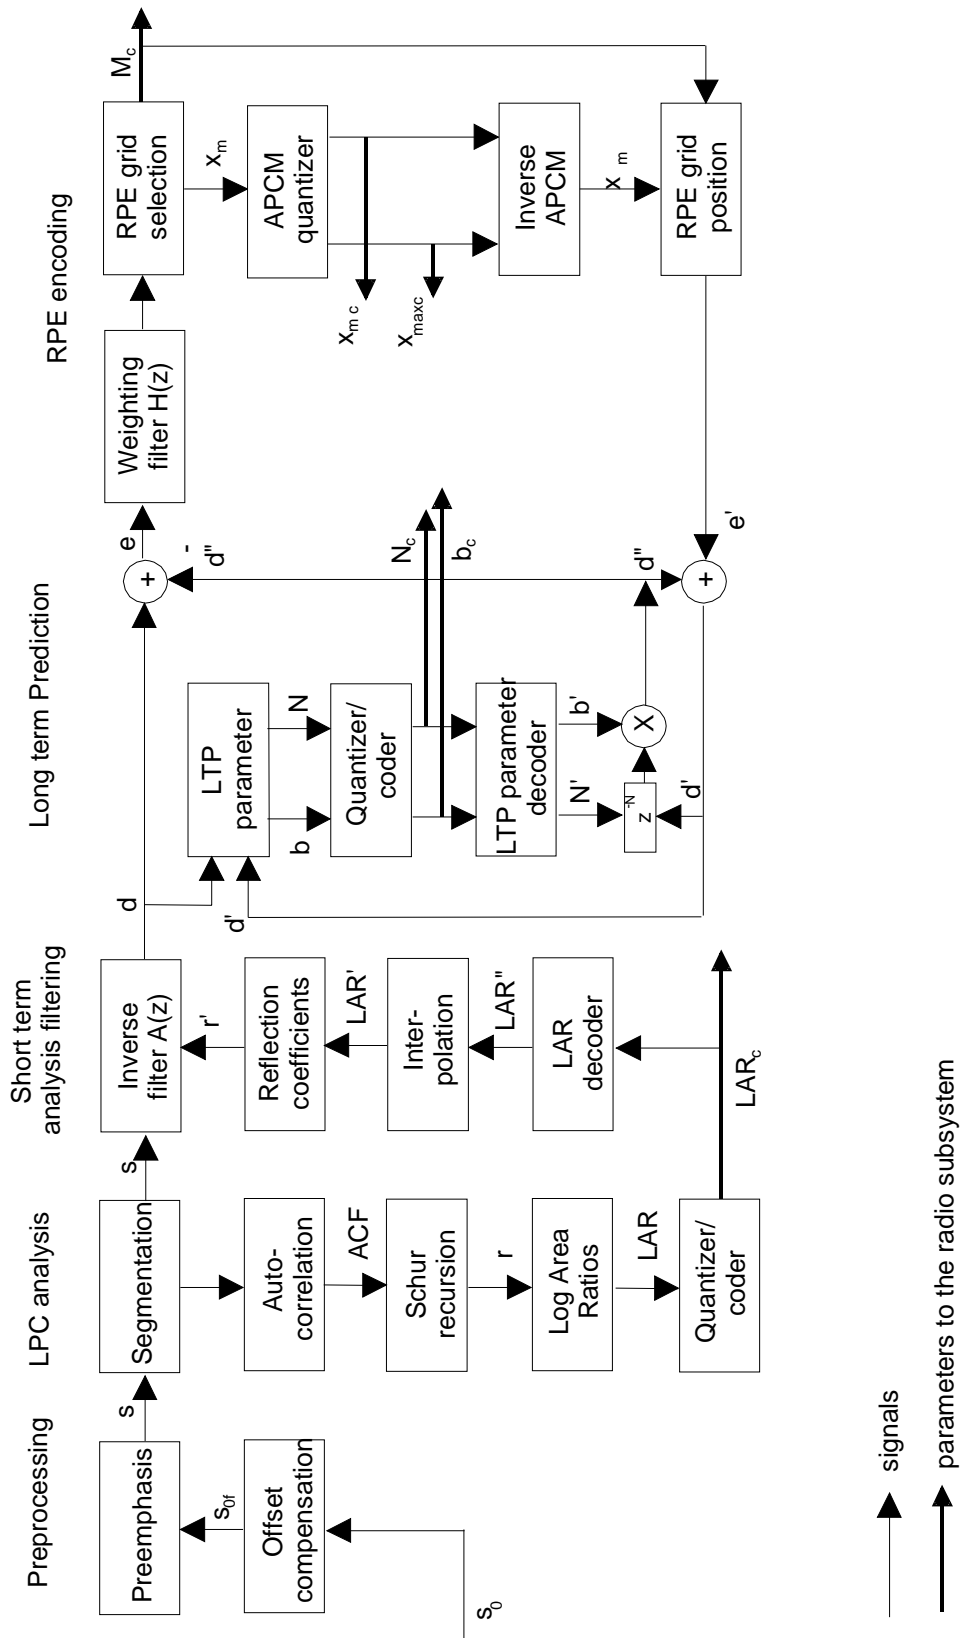 Preprocessing
LPC analysis
Short term
analysis filtering
Long term Prediction
RPE encoding
Preemphasis
s
Segmentation
s
Inverse
filter A(z)
d
+
e
-
d"
Weighting
filter H(z)
RPE grid
selection
Mc
s0f
Offset
compensation
s0
Auto-
correlation
ACF
Schur
recursion
r
Log Area
Ratios
LAR
Quantizer/
coder
LARc
r'
Reflection
coefficients
LAR'
Inter-
polation
LAR"
LAR
decoder
d'
LTP
parameter
b
N
Quantizer/
coder
Nc
bc
LTP parameter
decoder
N'
b'
z-N
X
d'
d"
+
e'
xm
APCM
quantizer
xm c
xmaxc
Inverse
APCM
x m
RPE grid
position
signals
parameters to the radio subsystem